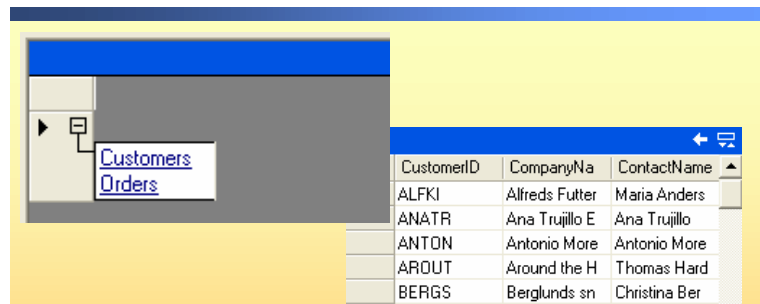 Customers
Orders
CustomerID CompanyNa ContactName
ALFKI Alfreds Futter Maria Anders
ANATR Ana Trujillo E Ana Trujillo
ANTON Antonio More Antonio More
AROUT Around the H Thomas Hard
BERGS Berglunds sn Christina Ber